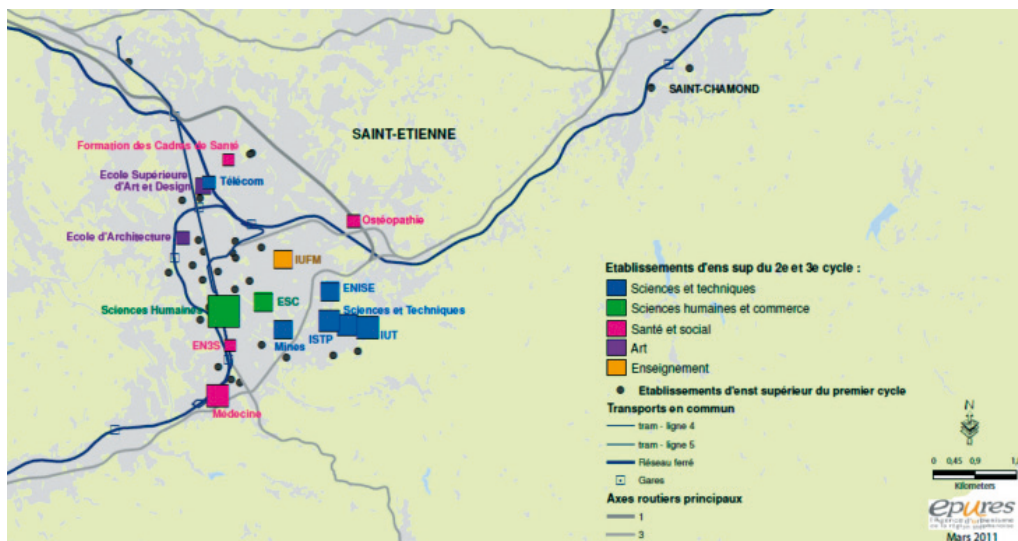 SAINT-CHAMOND
SAINT-ETIENNE
Formation des Cadres de Santé
Ecole Supérieure
d'Art et Design
Télécom
Ostéopathie
Ecole d'Architecture
IUFM
ENISE
ESC
Sciences Humaines
Sciences et Techniques
ISTP
IUT
Mines
EN3S
Médecine
Etablissements d'ens sup du 2e et 3e cycle :
Sciences et techniques
Sciences humaines et commerce
Santé et social
Art
Enseignement
Etablissements d'enst supérieur du premier cycle
Transports en commun
tram - ligne 4
tram - ligne 5
Réseau ferré
Gares
Axes routiers principaux
1
3
N
0 0,45 0,9 1,
Kilometers
epures
Mars 2011